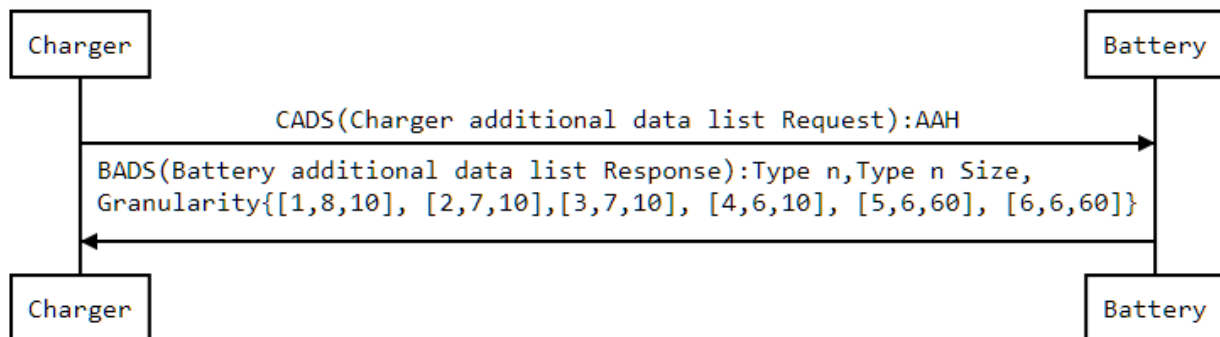 Charger
Battery
CADS(Charger additional data list Request):AAH
BADS(Battery additional data list Response):Type n,Type n Size,
Granularity{[1,8,10], [2,7,10],[3,7,10], [4,6,10], [5,6,60], [6,6,60]}
Charger
Battery